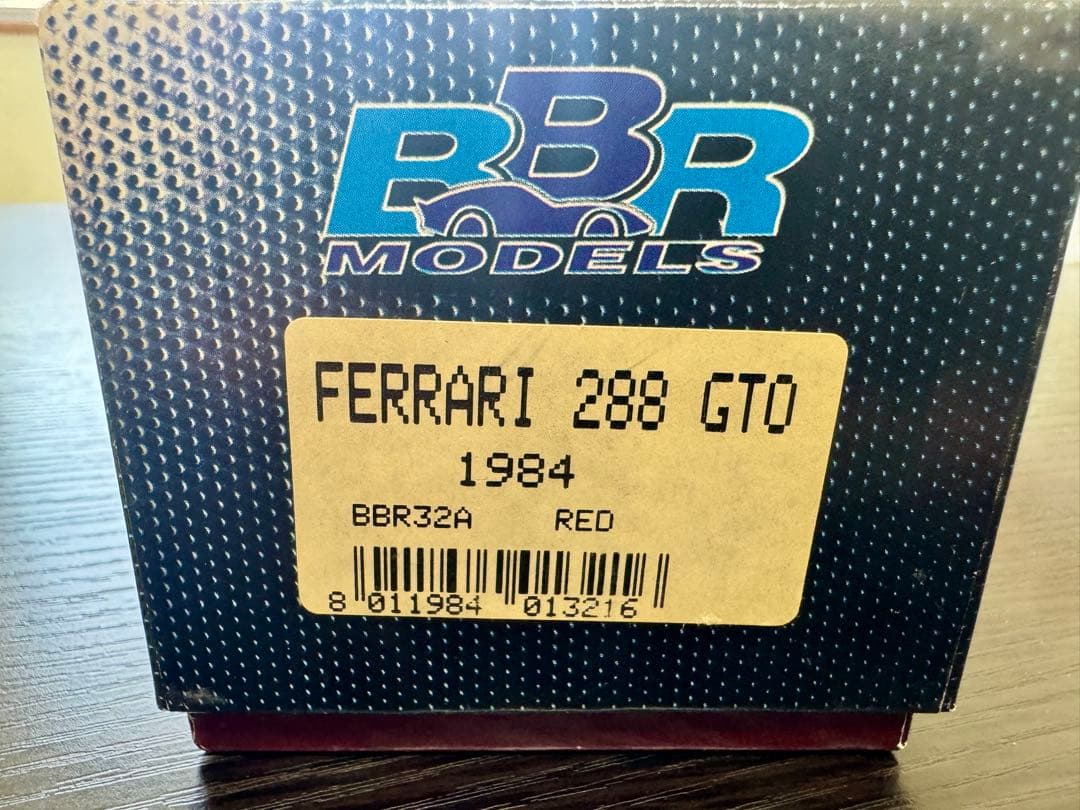 BBR
MODELS
FERRARI 288 GTO
1984
BBR32A RED
8 011984 013216